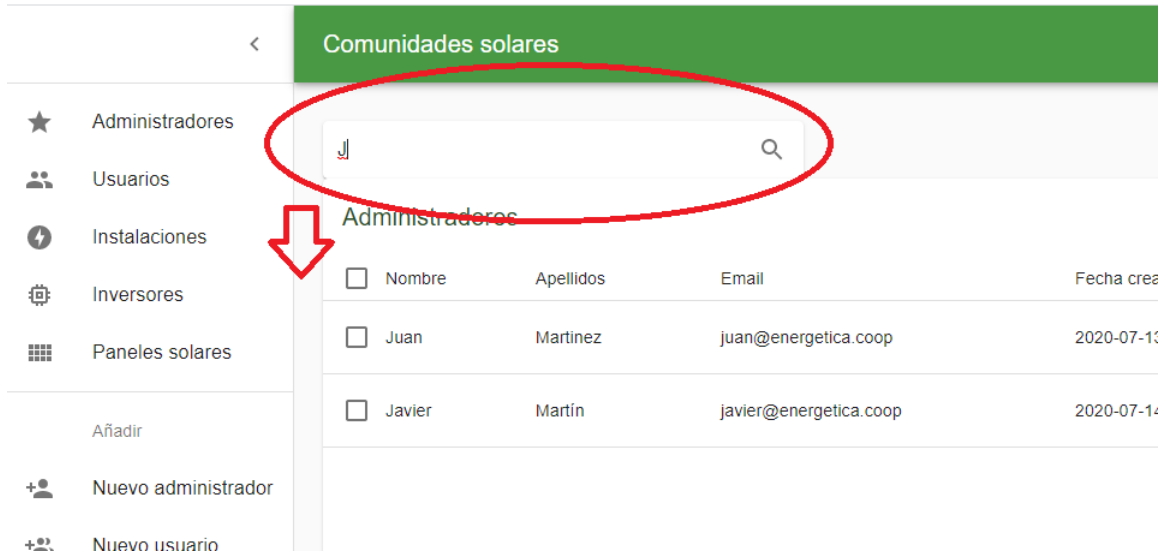 Comunidades solares
Administradores
Usuarios
Instalaciones
Inversores
Paneles solares
Añadir
Nuevo administrador
Nuevo usuario
J
Administradores
Nombre Apellidos Email Fecha crea
Juan Martinez juan@energetica.coop 2020-07-13
Javier Martín javier@energetica.coop 2020-07-14